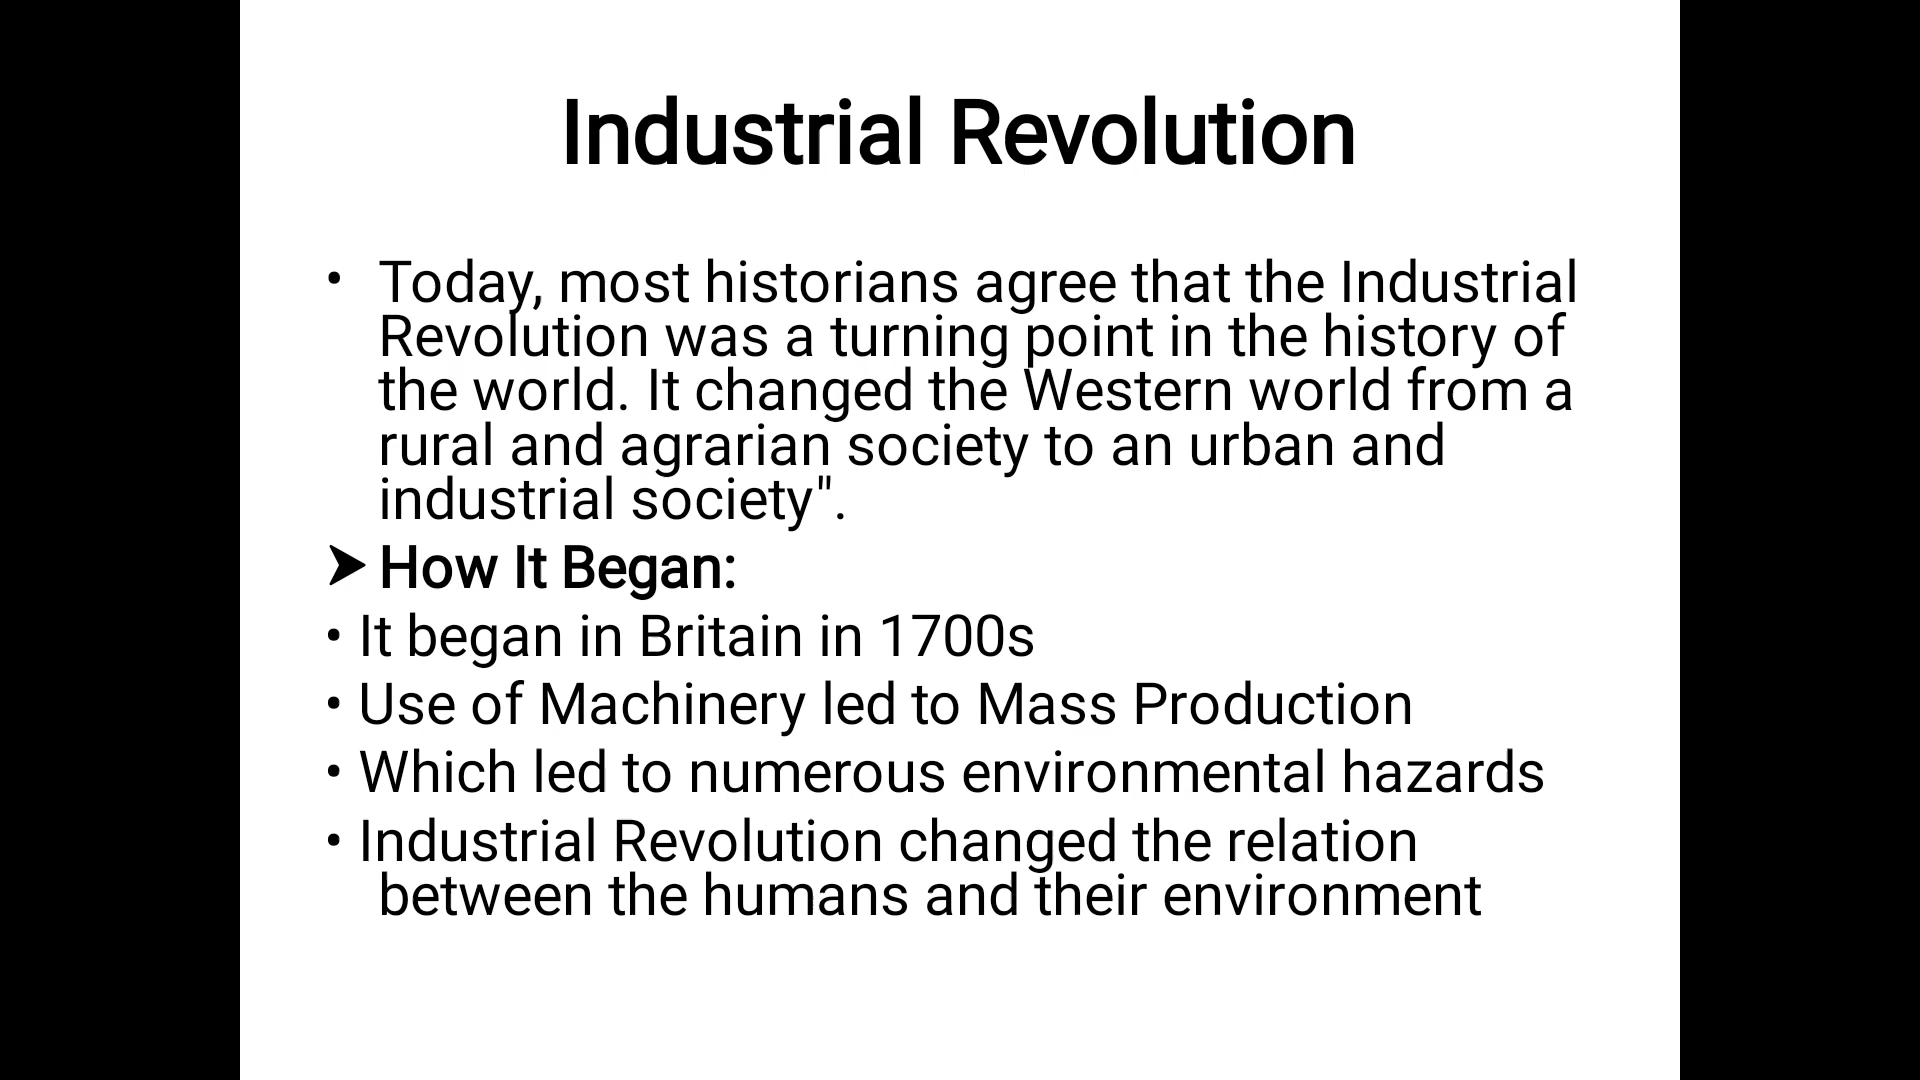 Industrial Revolution
• Today, most historians agree that the Industrial
Revolution was a turning point in the history of
the world. It changed the Western world from a
rural and agrarian society to an urban and
industrial society".
➤ How It Began:
• It began in Britain in 1700s
• Use of Machinery led to Mass Production
• Which led to numerous environmental hazards
• Industrial Revolution changed the relation
between the humans and their environment